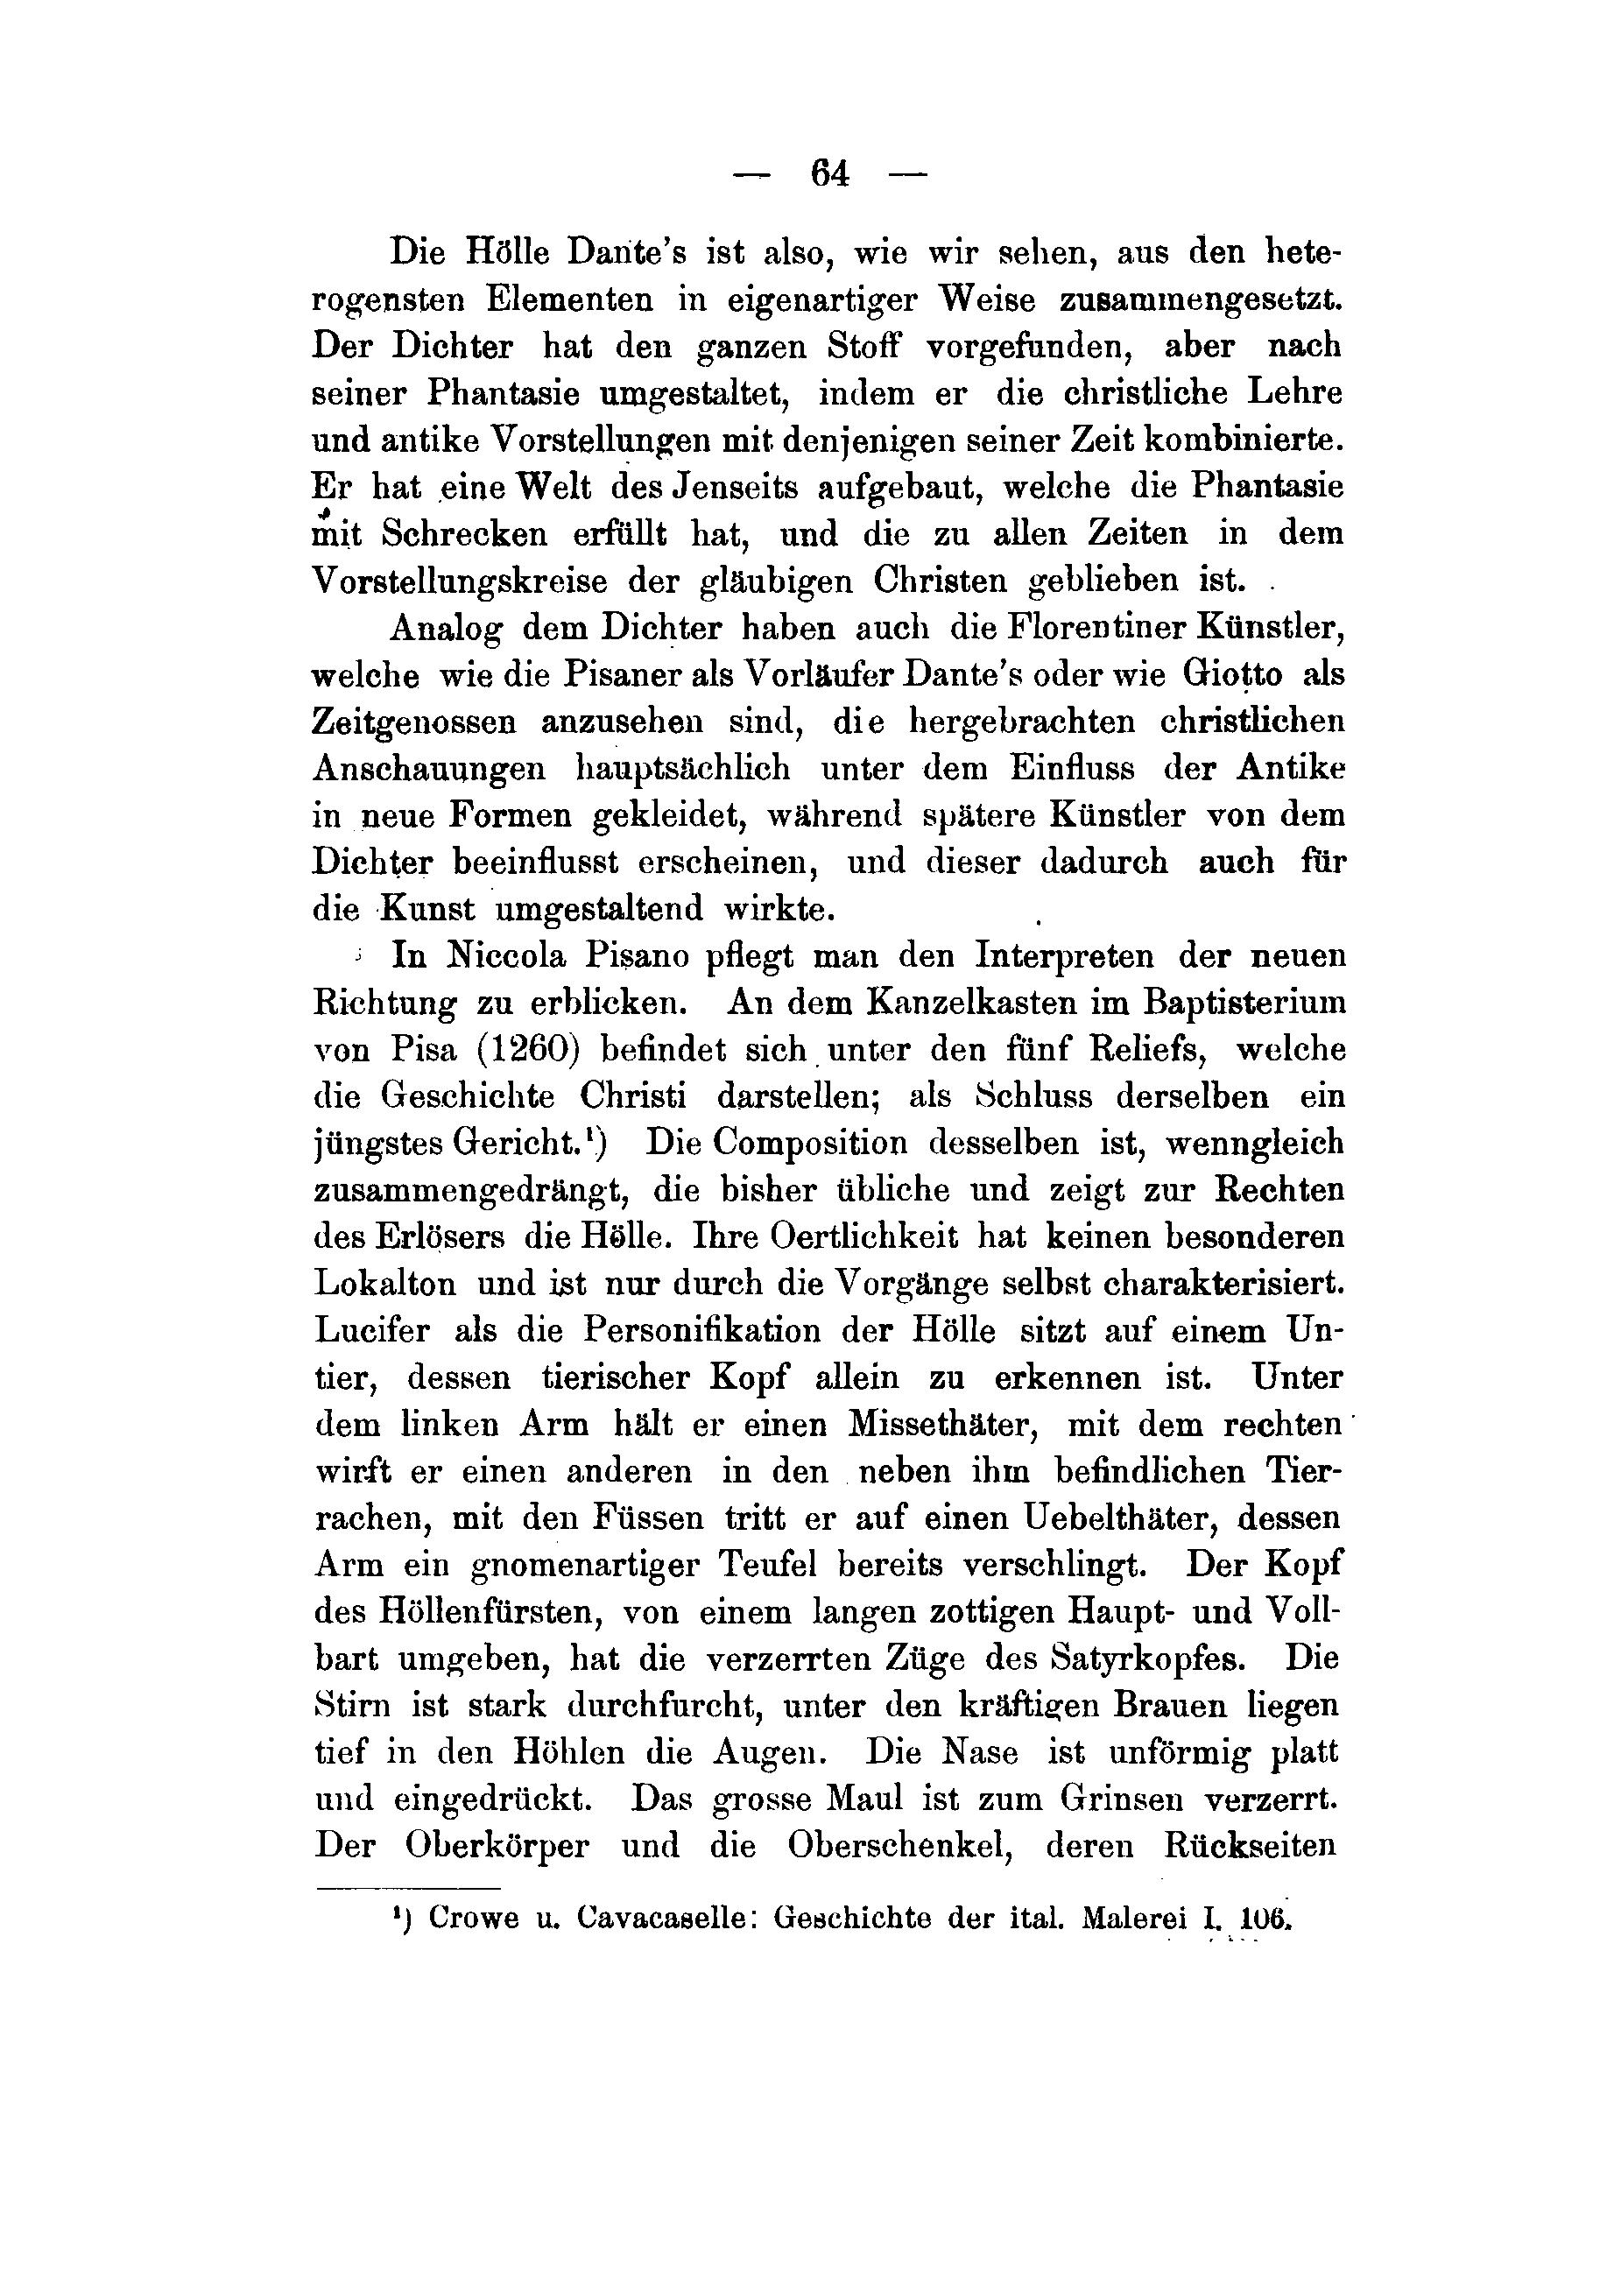 — 64 —
Die Hölle Dante's ist also, wie wir sehen, aus den hete-
rogensten Elementen in eigenartiger Weise zusammengesetzt.
Der Dichter hat den ganzen Stoff vorgefunden, aber nach
seiner Phantasie umgestaltet, indem er die christliche Lehre
und antike Vorstellungen mit denjenigen seiner Zeit kombinierte.
Er hat eine Welt des Jenseits aufgebaut, welche die Phantasie
mit Schrecken erfüllt hat, und die zu allen Zeiten in dem
Vorstellungskreise der gläubigen Christen geblieben ist.
Analog dem Dichter haben auch die Florentiner Künstler,
welche wie die Pisaner als Vorläufer Dante's oder wie Giotto als
Zeitgenossen anzusehen sind, die hergebrachten christlichen
Anschauungen hauptsächlich unter dem Einfluss der Antike
in neue Formen gekleidet, während spätere Künstler von dem
Dichter beeinflusst erscheinen, und dieser dadurch auch für
die Kunst umgestaltend wirkte.
In Niccola Pisano pflegt man den Interpreten der neuen
Richtung zu erblicken. An dem Kanzelkasten im Baptisterium
von Pisa (1260) befindet sich unter den fünf Reliefs, welche
die Geschichte Christi darstellen; als Schluss derselben ein
jüngstes Gericht.¹) Die Composition desselben ist, wenngleich
zusammengedrängt, die bisher übliche und zeigt zur Rechten
des Erlösers die Hölle. Ihre Oertlichkeit hat keinen besonderen
Lokalton und ist nur durch die Vorgänge selbst charakterisiert.
Lucifer als die Personifikation der Hölle sitzt auf einem Un-
tier, dessen tierischer Kopf allein zu erkennen ist. Unter
dem linken Arm hält er einen Missethäter, mit dem rechten
wirft er einen anderen in den neben ihm befindlichen Tier-
rachen, mit den Füssen tritt er auf einen Uebelthäter, dessen
Arm ein gnomenartiger Teufel bereits verschlingt. Der Kopf
des Höllenfürsten, von einem langen zottigen Haupt- und Voll-
bart umgeben, hat die verzerrten Züge des Satyrkopfes. Die
Stirn ist stark durchfurcht, unter den kräftigen Brauen liegen
tief in den Höhlen die Augen. Die Nase ist unförmig platt
und eingedrückt. Das grosse Maul ist zum Grinsen verzerrt.
Der Oberkörper und die Oberschenkel, deren Rückseiten
¹) Crowe u. Cavacaselle: Geschichte der ital. Malerei I. 106.